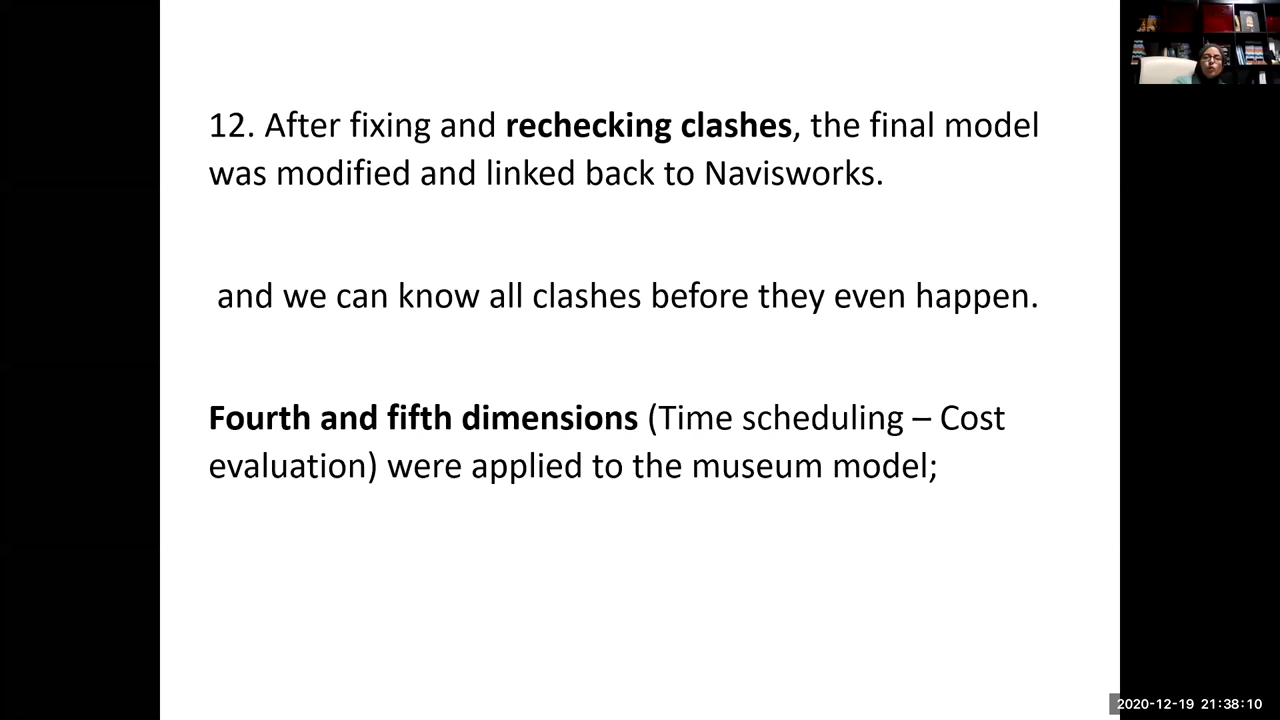 12. After fixing and rechecking clashes, the final model
was modified and linked back to Navisworks.
and we can know all clashes before they even happen.
Fourth and fifth dimensions (Time scheduling – Cost
evaluation) were applied to the museum model;
2020-12-19 21:38:10